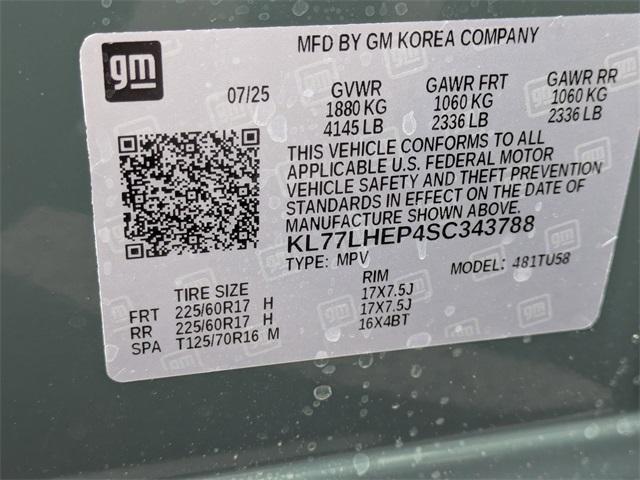 gm
MFD BY GM KOREA COMPANY
07/25
GVWR GAWR FRT GAWR RR
1880 KG 1060 KG 1060 KG
4145 LB 2336 LB 2336 LB
THIS VEHICLE CONFORMS TO ALL
APPLICABLE U.S. FEDERAL MOTOR
VEHICLE SAFETY AND THEFT PREVENTION
STANDARDS IN EFFECT ON THE DATE OF
MANUFACTURE SHOWN ABOVE.
KL77LHEP4SC343788
TYPE: MPV MODEL: 481TU58
TIRE SIZE RIM
FRT 225/60R17 H 17X7.5J
RR 225/60R17 H 17X7.5J
SPA T125/70R16 M 16X4BT